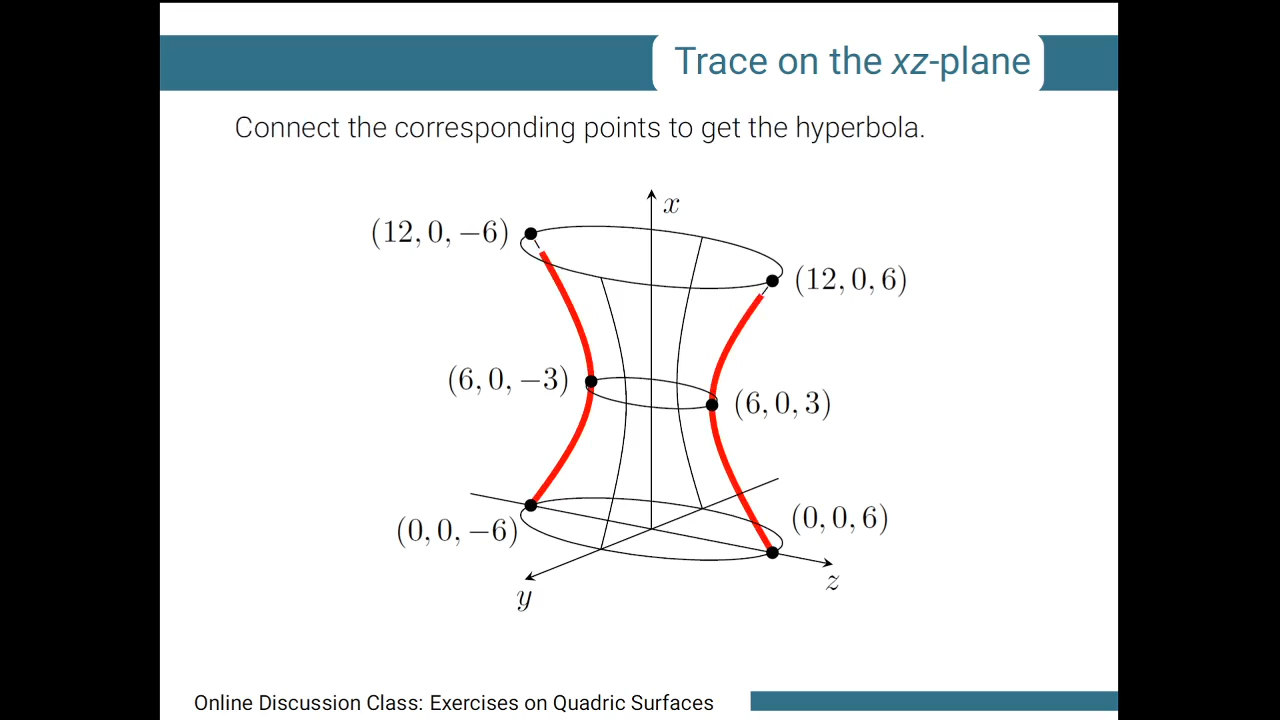 Trace on the xz-plane
Connect the corresponding points to get the hyperbola.
x
(12, 0, −6)
(12, 0, 6)
(6, 0, −3)
(6, 0, 3)
(0, 0, −6)
(0, 0, 6)
y
z
Online Discussion Class: Exercises on Quadric Surfaces